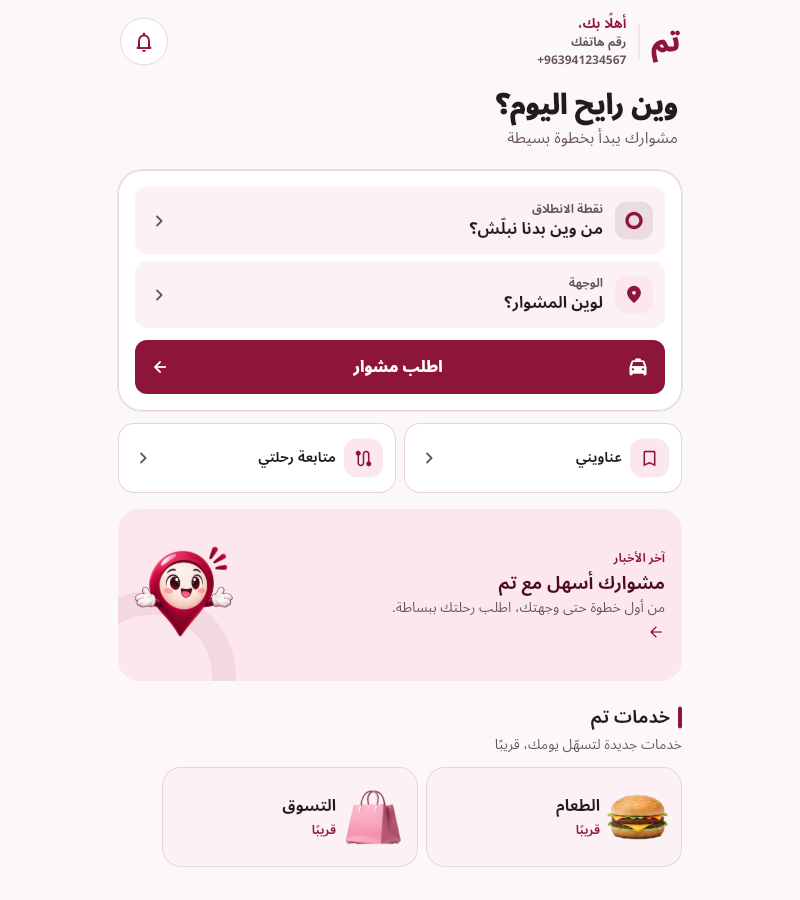 تم
أهلًا بك،
رقم هاتفك
+963941234567
وين رايح اليوم؟
مشوارك يبدأ بخطوة بسيطة
نقطة الانطلاق
من وين بدنا نبلّش؟
الوجهة
لوين المشوار؟
اطلب مشوار
عناويني
متابعة رحلتي
آخر الأخبار
مشوارك أسهل مع تم
من أول خطوة حتى وجهتك، اطلب رحلتك ببساطة.
خدمات تم
خدمات جديدة لتسهّل يومك، قريبًا
الطعام
قريبًا
التسوق
قريبًا